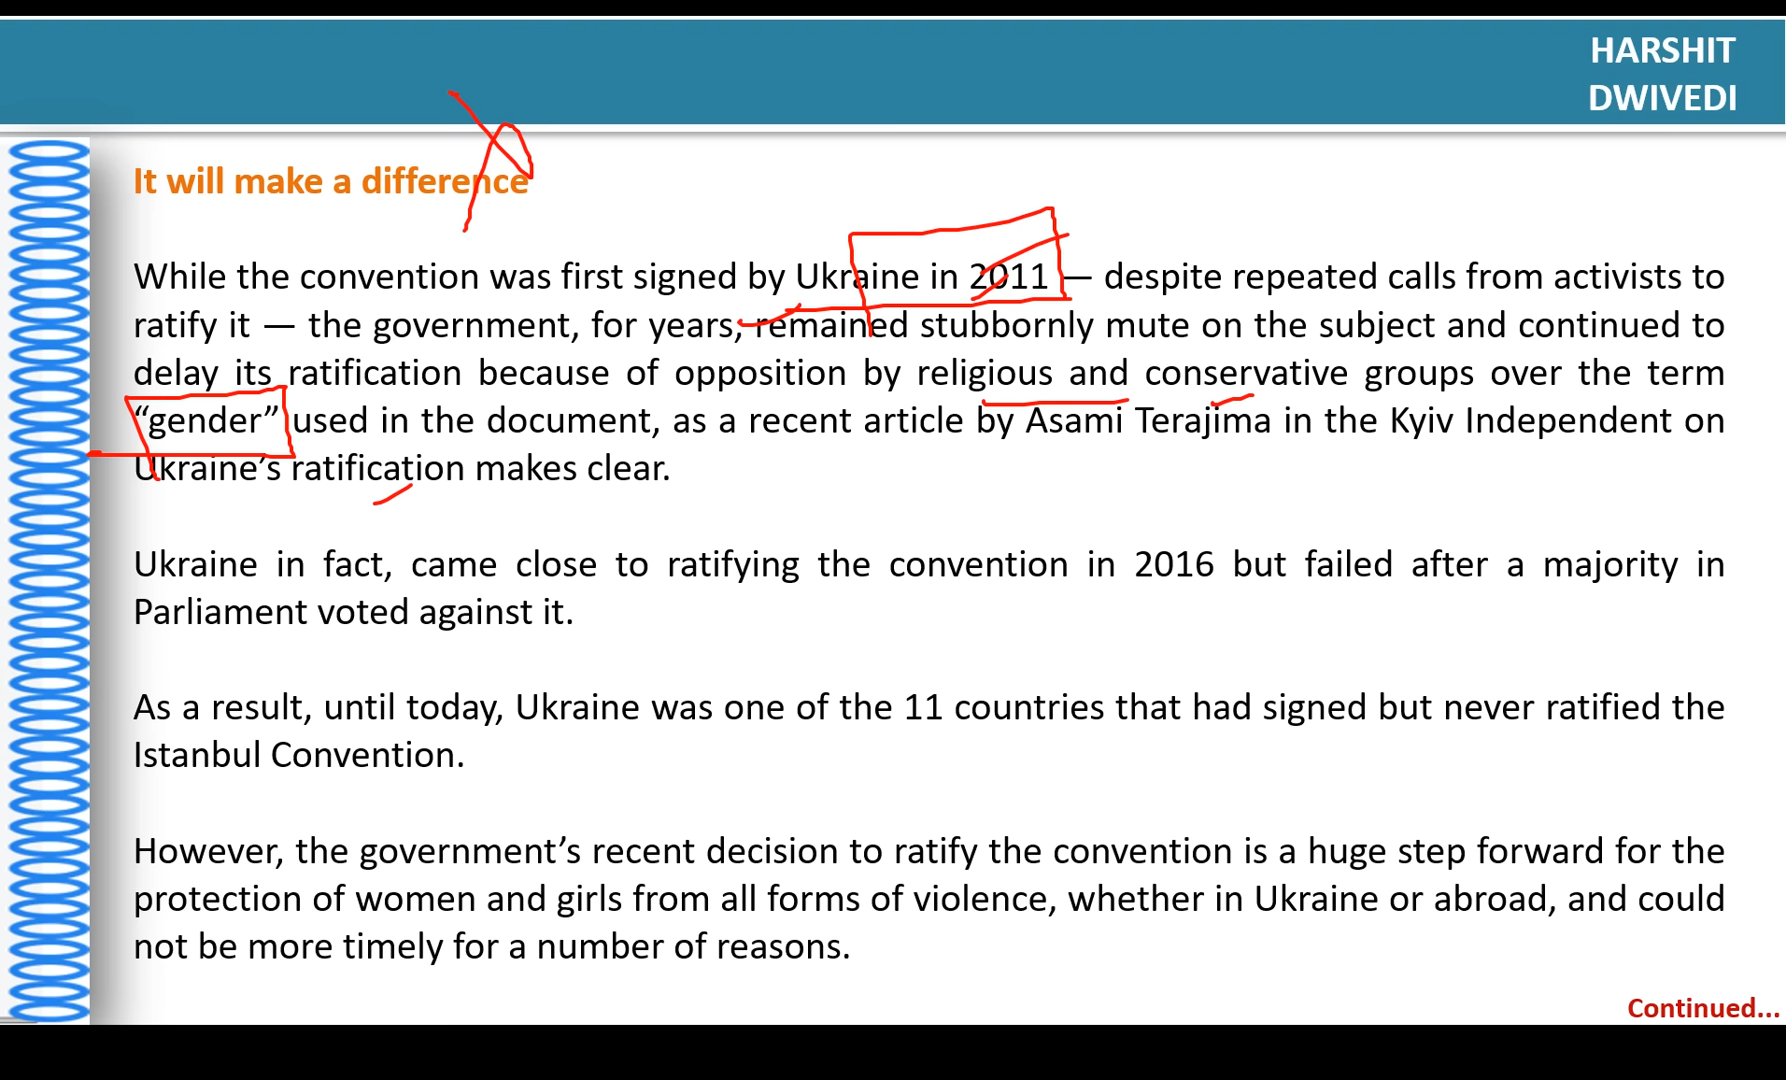 HARSHIT
DWIVEDI
It will make a difference
While the convention was first signed by Ukraine in 2011 — despite repeated calls from activists to
ratify it — the government, for years, remained stubbornly mute on the subject and continued to
delay its ratification because of opposition by religious and conservative groups over the term
“gender” used in the document, as a recent article by Asami Terajima in the Kyiv Independent on
Ukraine’s ratification makes clear.
Ukraine in fact, came close to ratifying the convention in 2016 but failed after a majority in
Parliament voted against it.
As a result, until today, Ukraine was one of the 11 countries that had signed but never ratified the
Istanbul Convention.
However, the government’s recent decision to ratify the convention is a huge step forward for the
protection of women and girls from all forms of violence, whether in Ukraine or abroad, and could
not be more timely for a number of reasons.
Continued...